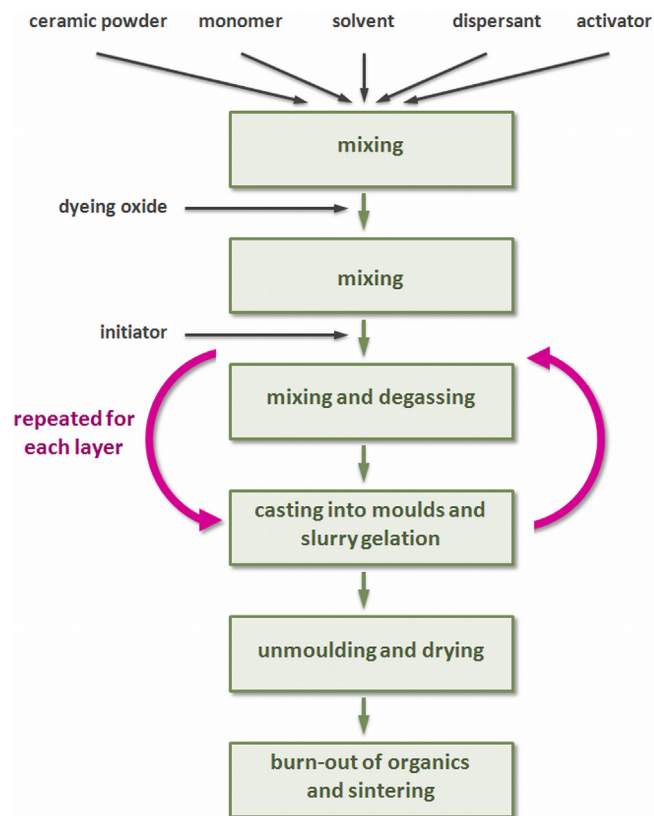 ceramic powder monomer solvent dispersant activator
mixing
dyeing oxide
mixing
initiator
mixing and degassing
repeated for
each layer
casting into moulds and
slurry gelation
unmoulding and drying
burn-out of organics
and sintering